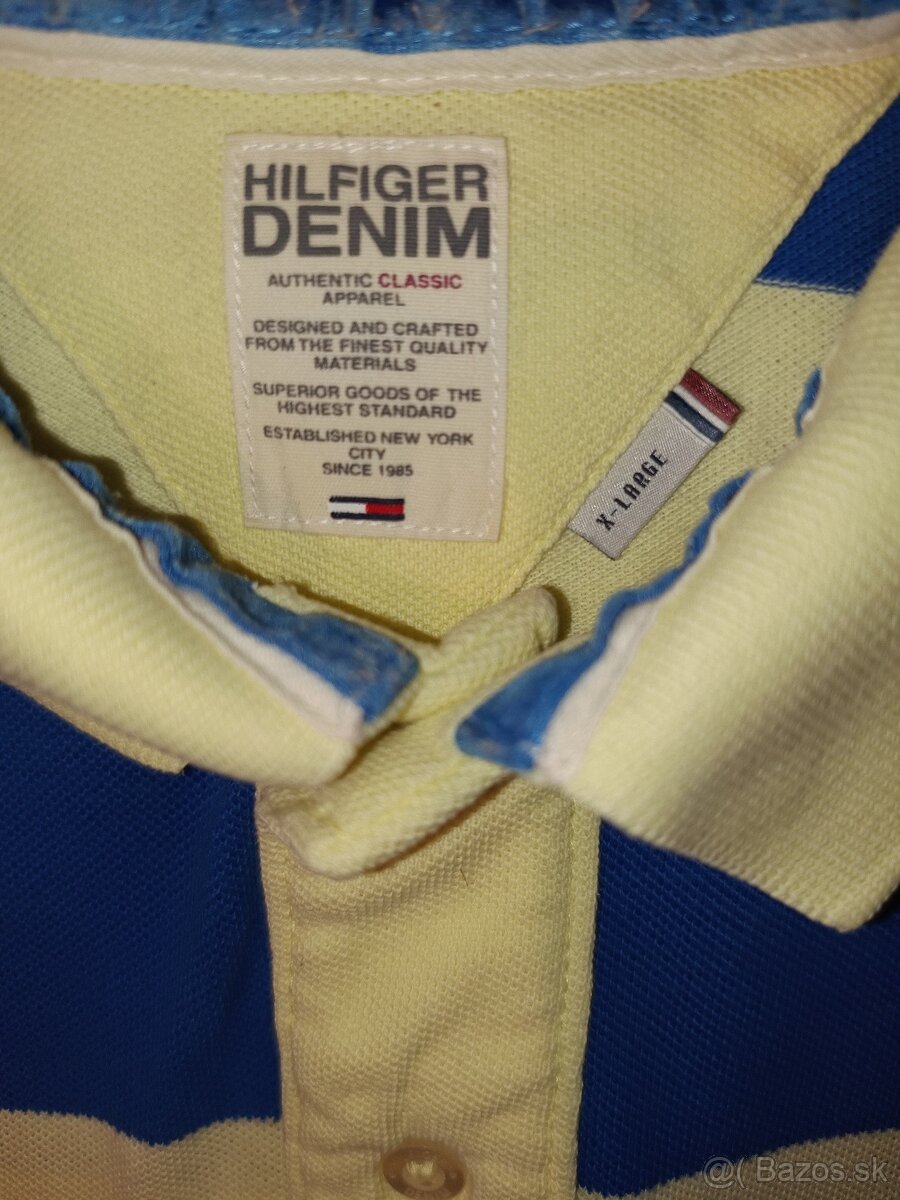 HILFIGER
DENIM
AUTHENTIC CLASSIC
APPAREL
DESIGNED AND CRAFTED
FROM THE FINEST QUALITY
MATERIALS
SUPERIOR GOODS OF THE
HIGHEST STANDARD
ESTABLISHED NEW YORK
CITY
SINCE 1985
X-LARGE
@( Bazos.sk